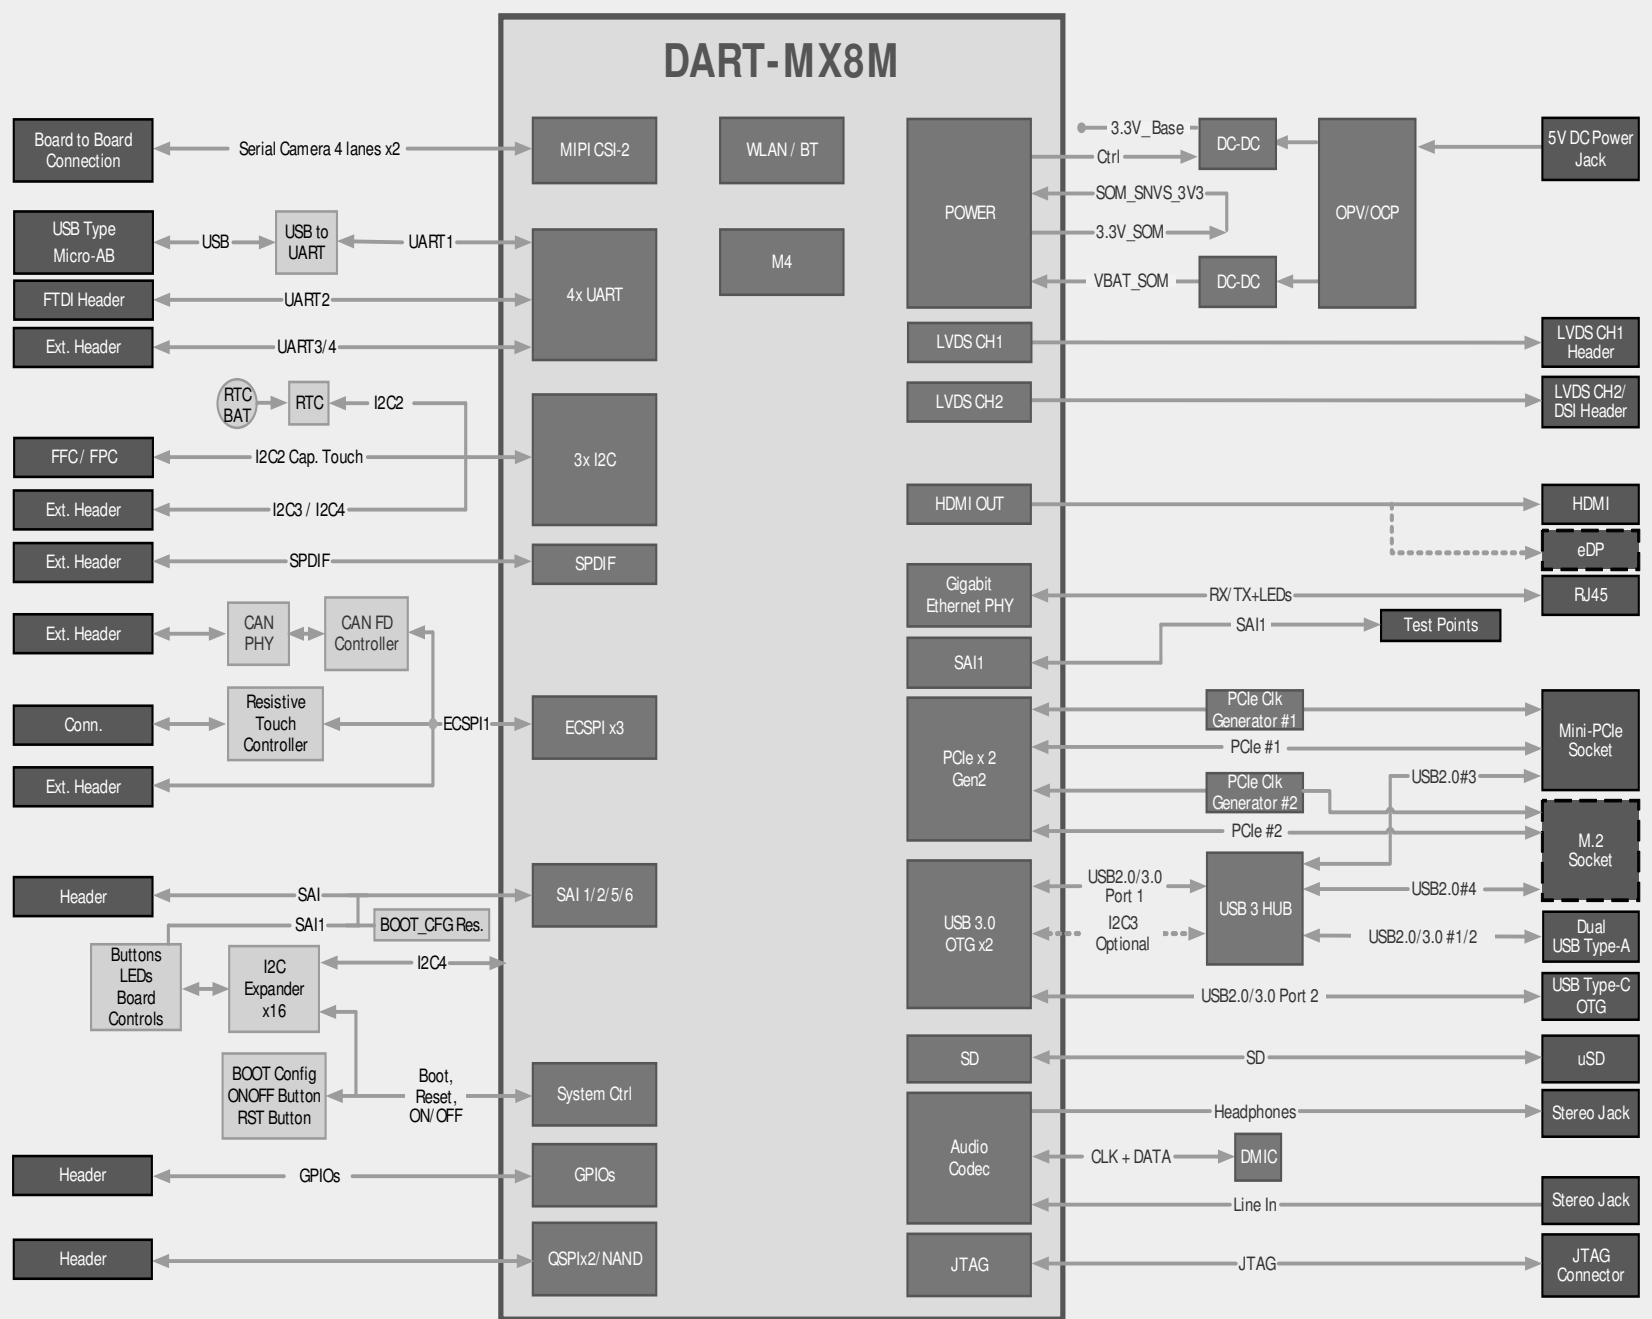 DART-MX8M
Board to Board
Connection
Serial Camera 4 lanes x2
MIPI CSI-2
WLAN / BT
USB Type
Micro-AB
USB
USB to
UART
UART1
FTDI Header
UART2
4x UART
M4
Ext. Header
UART3/4
RTC
BAT
RTC
I2C2
FFC / FPC
I2C2 Cap. Touch
3x I2C
Ext. Header
I2C3 / I2C4
Ext. Header
SPDIF
SPDIF
Ext. Header
CAN
PHY
CAN FD
Controller
Conn.
Resistive
Touch
Controller
ECSPI1
ECSPI x3
Ext. Header
Header
SAI
SAI 1/2/5/6
SAI1
BOOT_CFG Res.
Buttons
LEDs
Board
Controls
I2C
Expander
x16
I2C4
BOOT Config
ONOFF Button
RST Button
Boot,
Reset,
ON/OFF
System Ctrl
Header
GPIOs
GPIOs
Header
QSPIx2/NAND
POWER
3.3V_Base
Ctrl
DC-DC
SOM_SNVS_3V3
3.3V_SOM
VBAT_SOM
DC-DC
OPV/OCP
5V DC Power
Jack
LVDS CH1
LVDS CH1
Header
LVDS CH2
LVDS CH2/
DSI Header
HDMI OUT
HDMI
eDP
Gigabit
Ethernet PHY
RX/TX+LEDs
RJ45
SAI1
SAI1
Test Points
PCIe x 2
Gen2
PCIe Clk
Generator #1
PCIe #1
Mini-PCIe
Socket
PCIe Clk
Generator #2
USB2.0#3
PCIe #2
M.2
Socket
USB 3.0
OTG x2
USB2.0/3.0
Port 1
I2C3
Optional
USB 3 HUB
USB2.0#4
USB2.0/3.0 #1/2
Dual
USB Type-A
USB2.0/3.0 Port 2
USB Type-C
OTG
SD
SD
uSD
Audio
Codec
Headphones
Stereo Jack
CLK + DATA
DMIC
Line In
Stereo Jack
JTAG
JTAG
JTAG
Connector